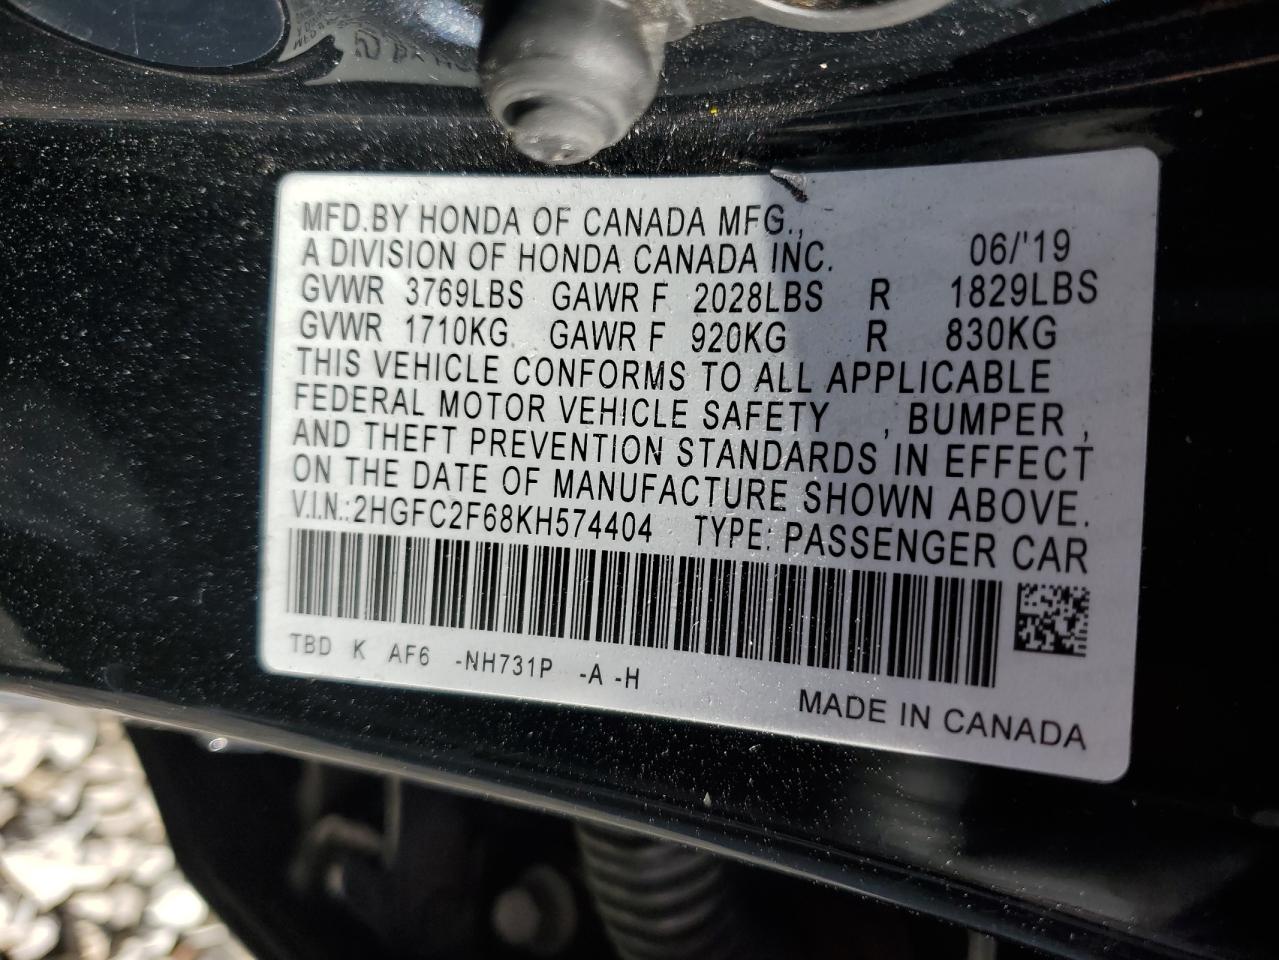 MFD.BY HONDA OF CANADA MFG.,
A DIVISION OF HONDA CANADA INC. 06/'19
GVWR 3769LBS GAWR F 2028LBS R 1829LBS
GVWR 1710KG GAWR F 920KG R 830KG
THIS VEHICLE CONFORMS TO ALL APPLICABLE
FEDERAL MOTOR VEHICLE SAFETY , BUMPER ,
AND THEFT PREVENTION STANDARDS IN EFFECT
ON THE DATE OF MANUFACTURE SHOWN ABOVE.
V.I.N.:2HGFC2F68KH574404 TYPE: PASSENGER CAR
TBD K AF6 -NH731P -A -H
MADE IN CANADA